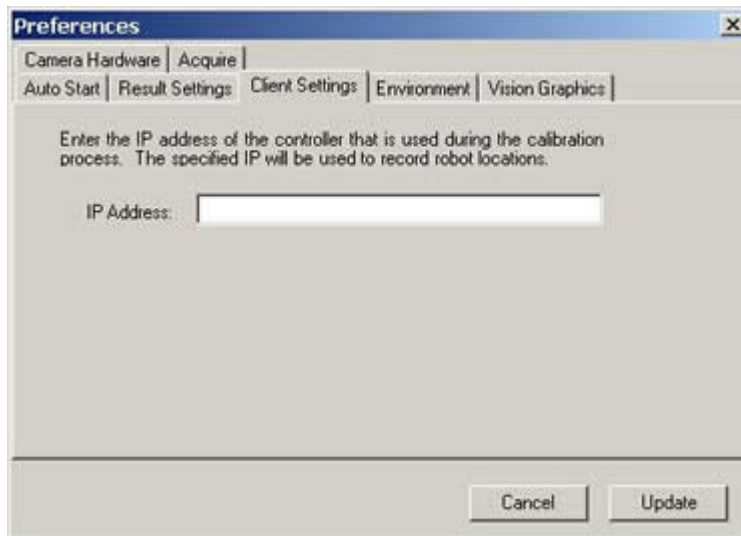 Preferences
Camera Hardware Acquire
Auto Start Result Settings Client Settings Environment Vision Graphics
Enter the IP address of the controller that is used during the calibration
process. The specified IP will be used to record robot locations.
IP Address:
Cancel Update